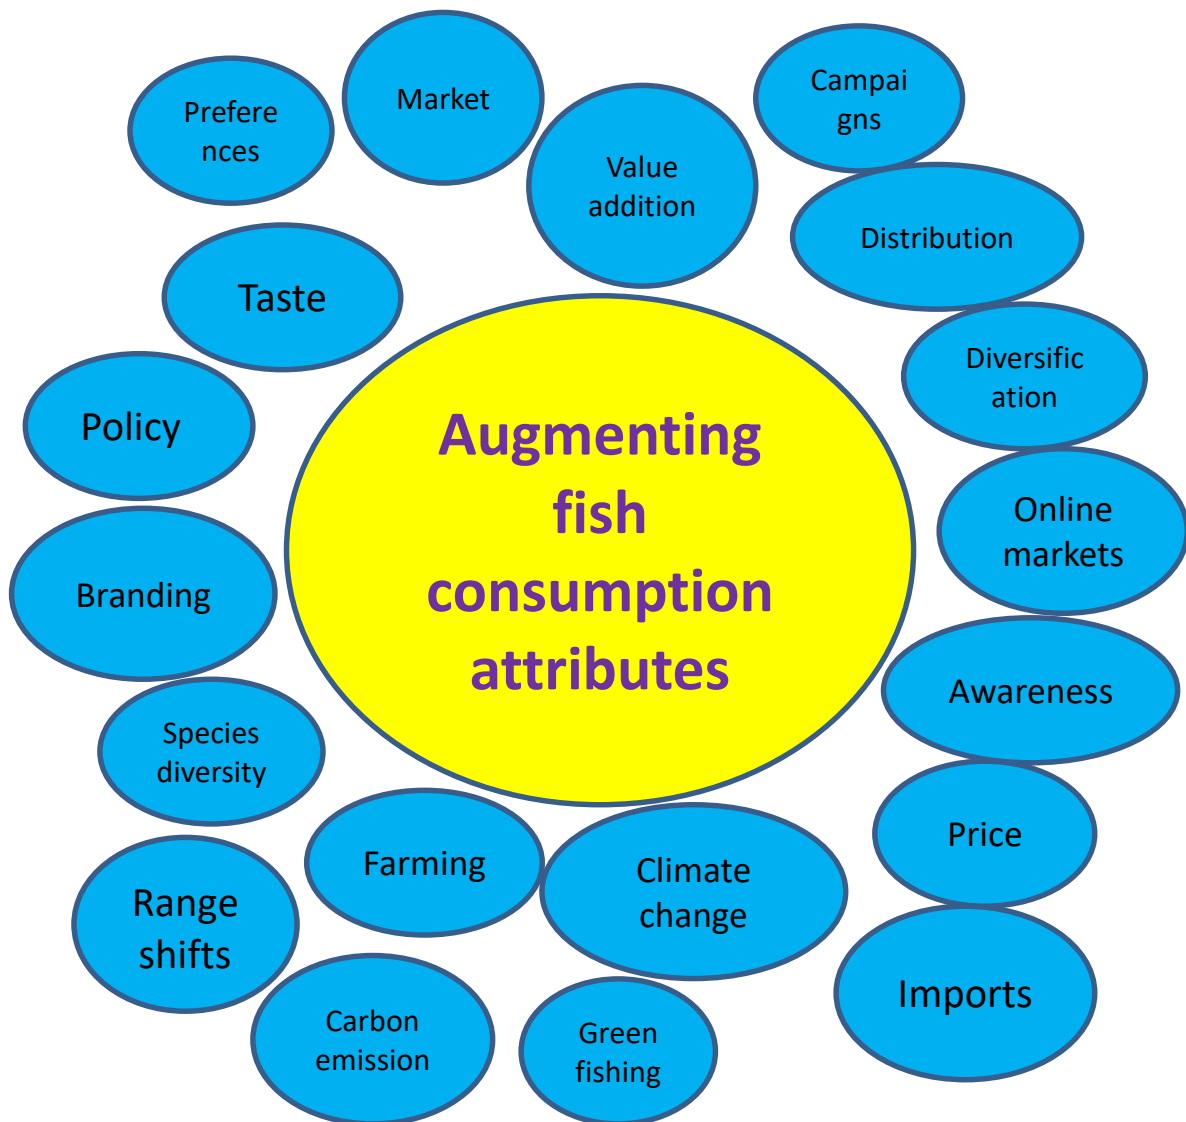 Prefere
nces
Market
Value
addition
Campai
gns
Distribution
Taste
Diversific
ation
Policy
Augmenting
fish
consumption
attributes
Online
markets
Branding
Awareness
Species
diversity
Farming
Climate
change
Price
Range
shifts
Imports
Carbon
emission
Green
fishing